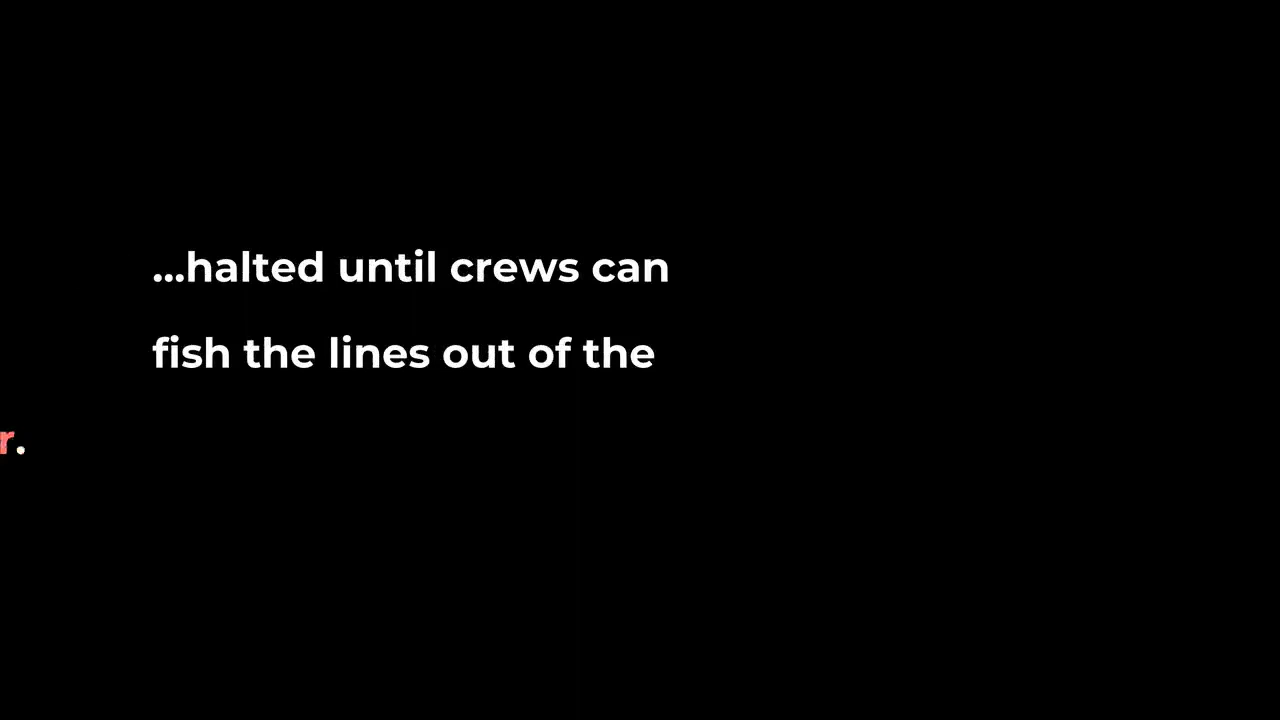 ...halted until crews can
fish the lines out of the
r.